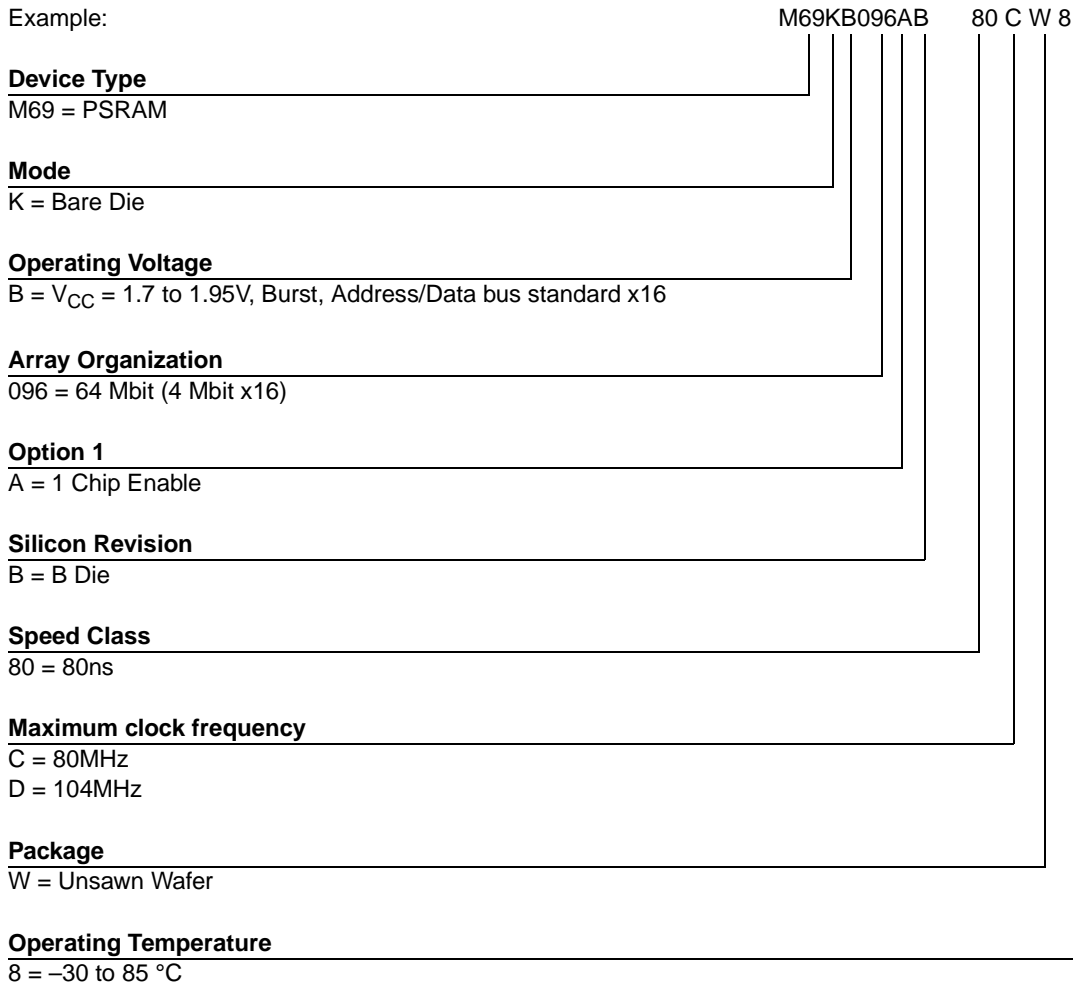 Example: M69KB096AB 80 C W 8
Device Type
M69 = PSRAM
Mode
K = Bare Die
Operating Voltage
B = VCC = 1.7 to 1.95V, Burst, Address/Data bus standard x16
Array Organization
096 = 64 Mbit (4 Mbit x16)
Option 1
A = 1 Chip Enable
Silicon Revision
B = B Die
Speed Class
80 = 80ns
Maximum clock frequency
C = 80MHz
D = 104MHz
Package
W = Unsawn Wafer
Operating Temperature
8 = –30 to 85 °C